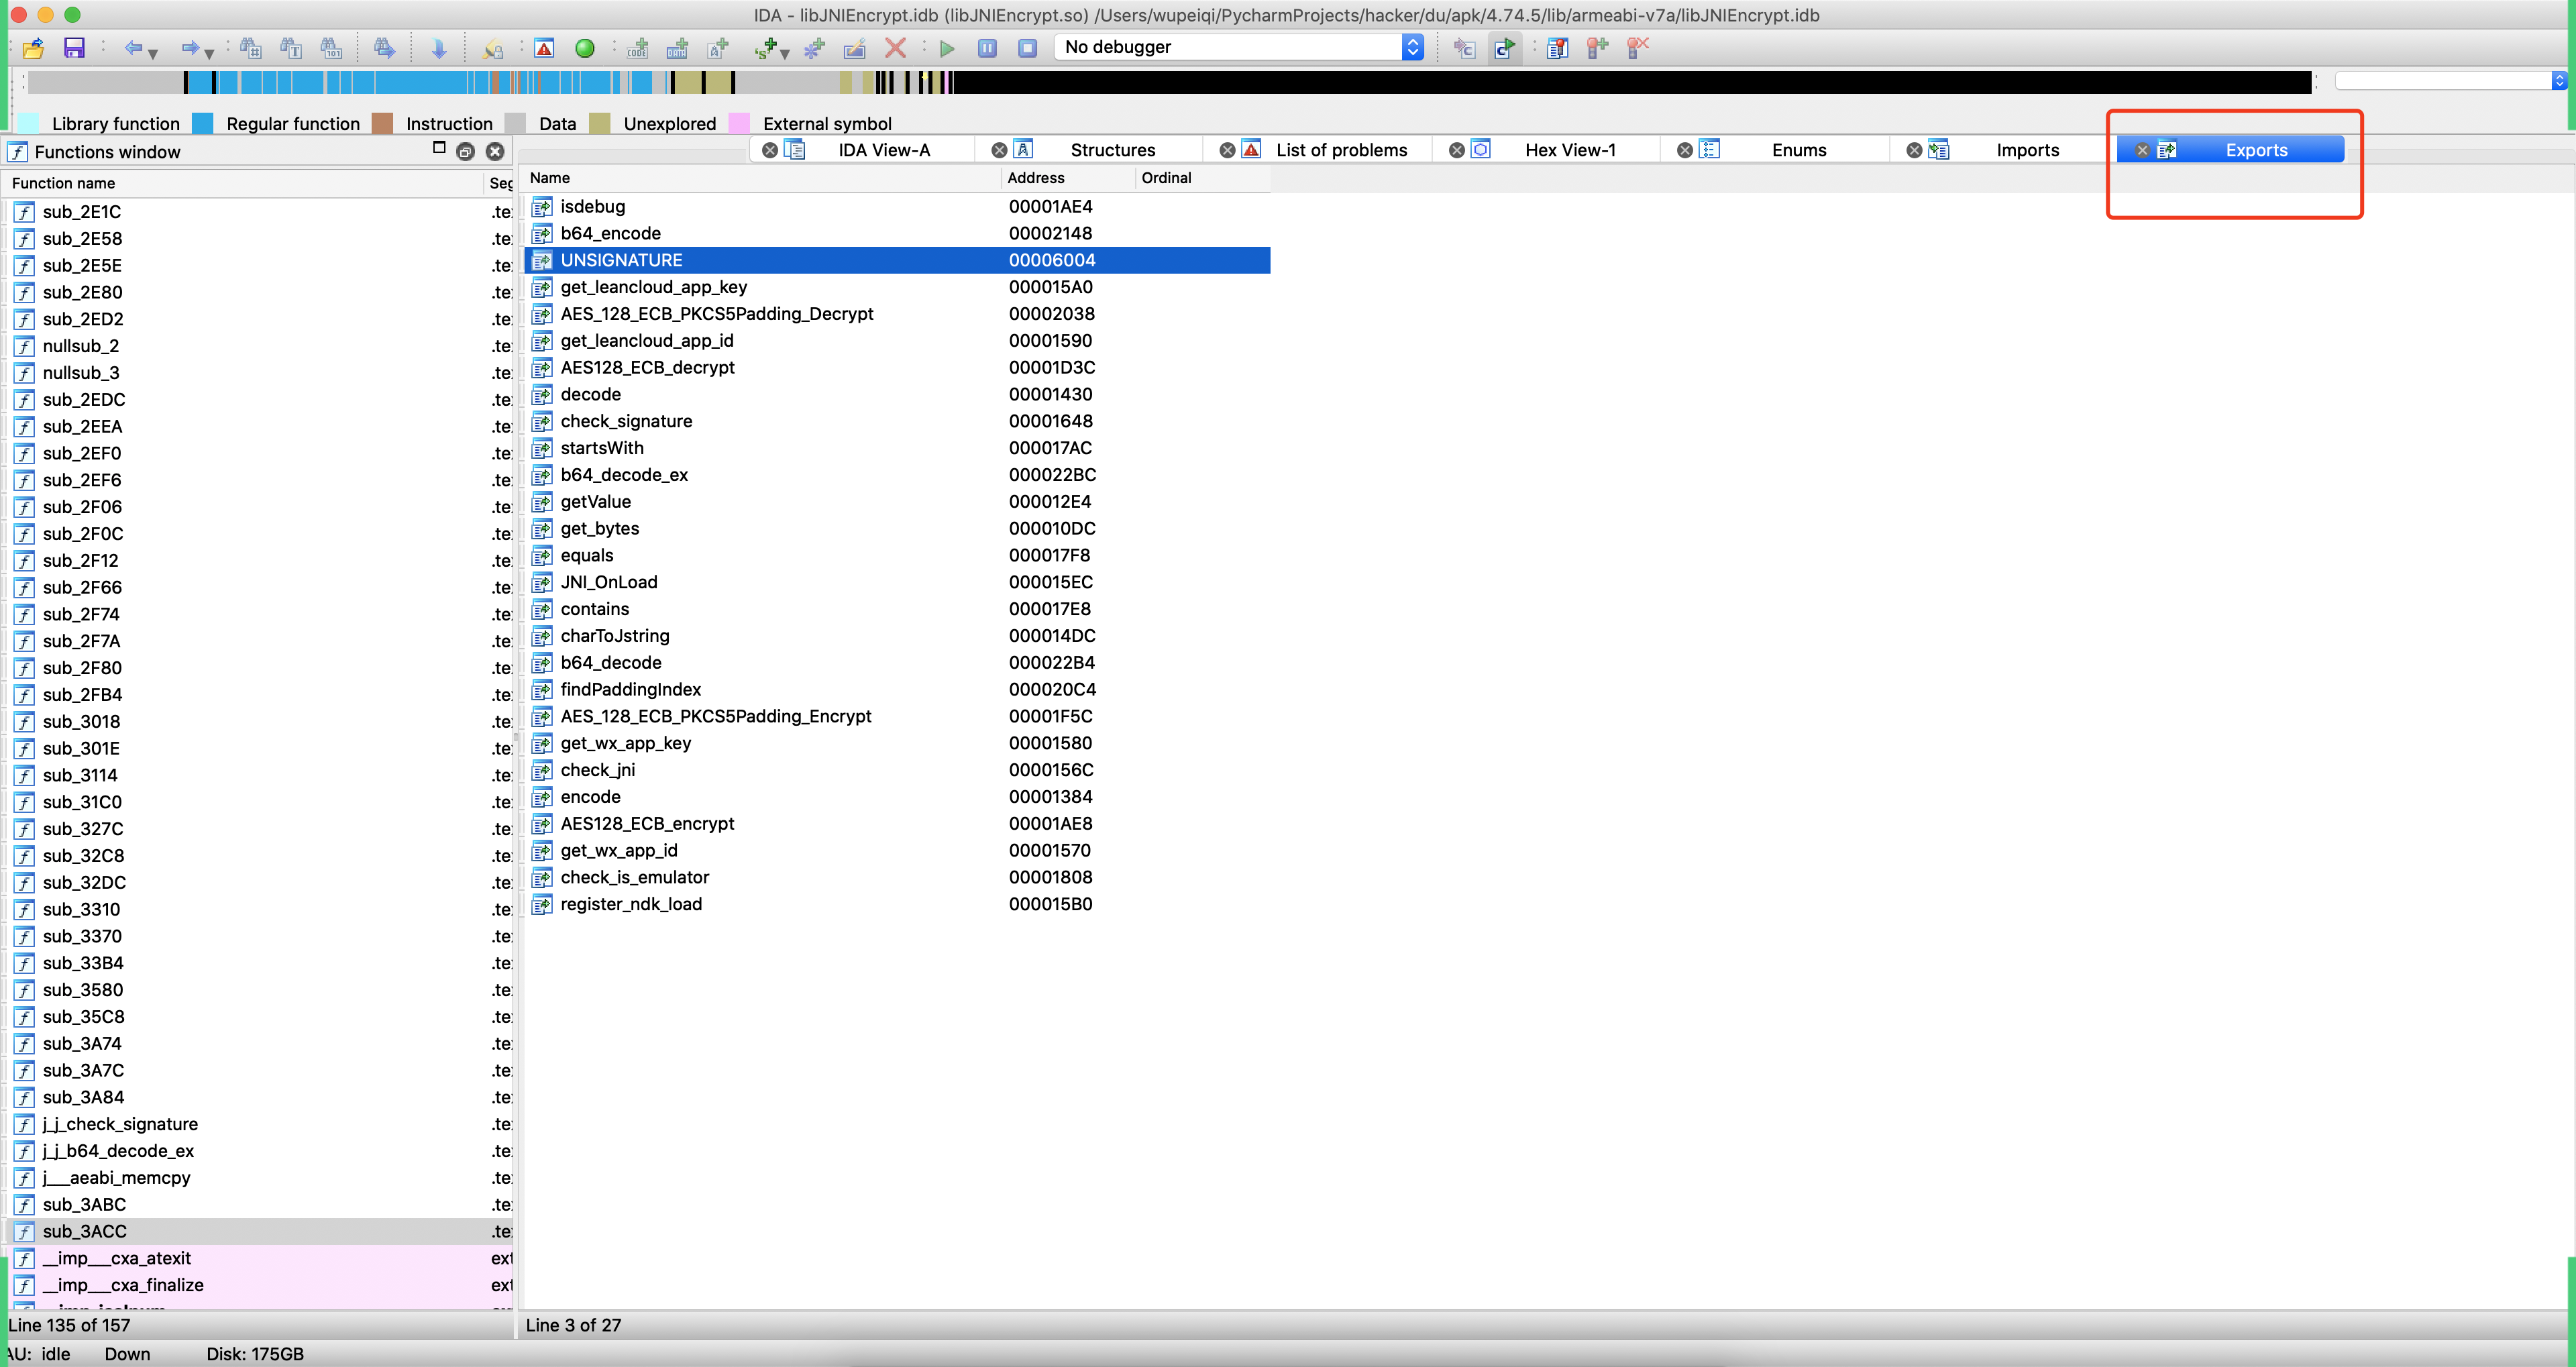 IDA - libJNIEncrypt.idb (libJNIEncrypt.so) /Users/wupeiqi/PycharmProjects/hacker/du/apk/4.74.5/lib/armeabi-v7a/libJNIEncrypt.idb
No debugger
Library function Regular function Instruction Data Unexplored External symbol
Functions window
IDA View-A Structures List of problems Hex View-1 Enums Imports Exports
Function name Seg
sub_2E1C .te
sub_2E58 .te
sub_2E5E .te
sub_2E80 .te
sub_2ED2 .te
nullsub_2 .te
nullsub_3 .te
sub_2EDC .te
sub_2EEA .te
sub_2EF0 .te
sub_2EF6 .te
sub_2F06 .te
sub_2F0C .te
sub_2F12 .te
sub_2F66 .te
sub_2F74 .te
sub_2F7A .te
sub_2F80 .te
sub_2FB4 .te
sub_3018 .te
sub_301E .te
sub_3114 .te
sub_31C0 .te
sub_327C .te
sub_32C8 .te
sub_32DC .te
sub_3310 .te
sub_3370 .te
sub_33B4 .te
sub_3580 .te
sub_35C8 .te
sub_3A74 .te
sub_3A7C .te
sub_3A84 .te
j_j_check_signature .te
j_j_b64_decode_ex .te
j___aeabi_memcpy .te
sub_3ABC .te
sub_3ACC .te
__imp___cxa_atexit ext
__imp___cxa_finalize ext
Line 135 of 157
Name Address Ordinal
isdebug 00001AE4
b64_encode 00002148
UNSIGNATURE 00006004
get_leancloud_app_key 000015A0
AES_128_ECB_PKCS5Padding_Decrypt 00002038
get_leancloud_app_id 00001590
AES128_ECB_decrypt 00001D3C
decode 00001430
check_signature 00001648
startsWith 000017AC
b64_decode_ex 000022BC
getValue 000012E4
get_bytes 000010DC
equals 000017F8
JNI_OnLoad 000015EC
contains 000017E8
charToJstring 000014DC
b64_decode 000022B4
findPaddingIndex 000020C4
AES_128_ECB_PKCS5Padding_Encrypt 00001F5C
get_wx_app_key 00001580
check_jni 0000156C
encode 00001384
AES128_ECB_encrypt 00001AE8
get_wx_app_id 00001570
check_is_emulator 00001808
register_ndk_load 000015B0
Line 3 of 27
AU: idle Down Disk: 175GB